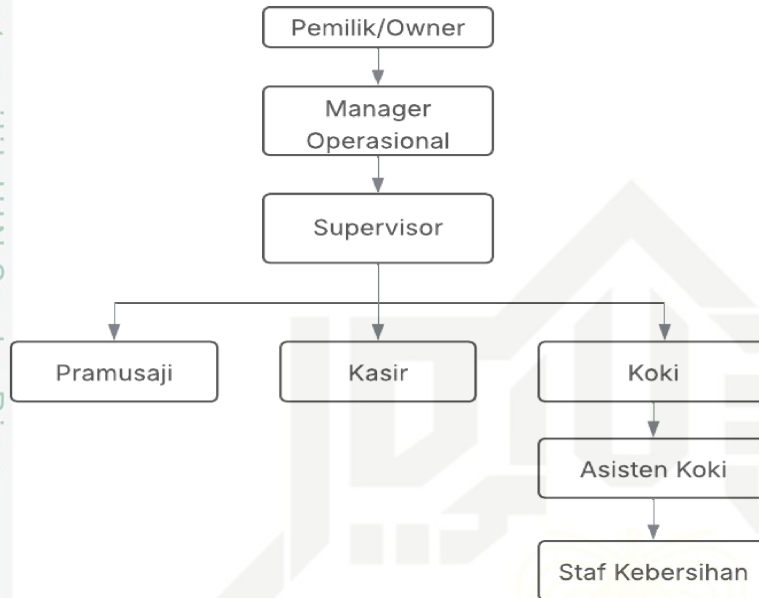 Pemilik/Owner
Manager
Operasional
Supervisor
Pramusaji
Kasir
Koki
Asisten Koki
Staf Kebersihan